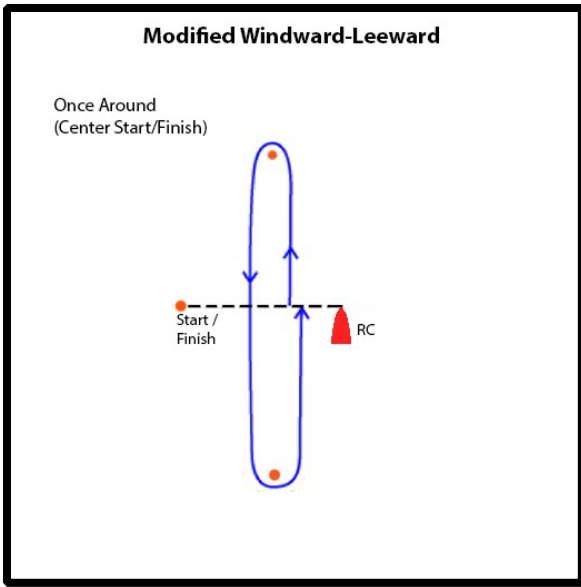 Modified Windward-Leeward
Once Around
(Center Start/Finish)
Start /
Finish
RC